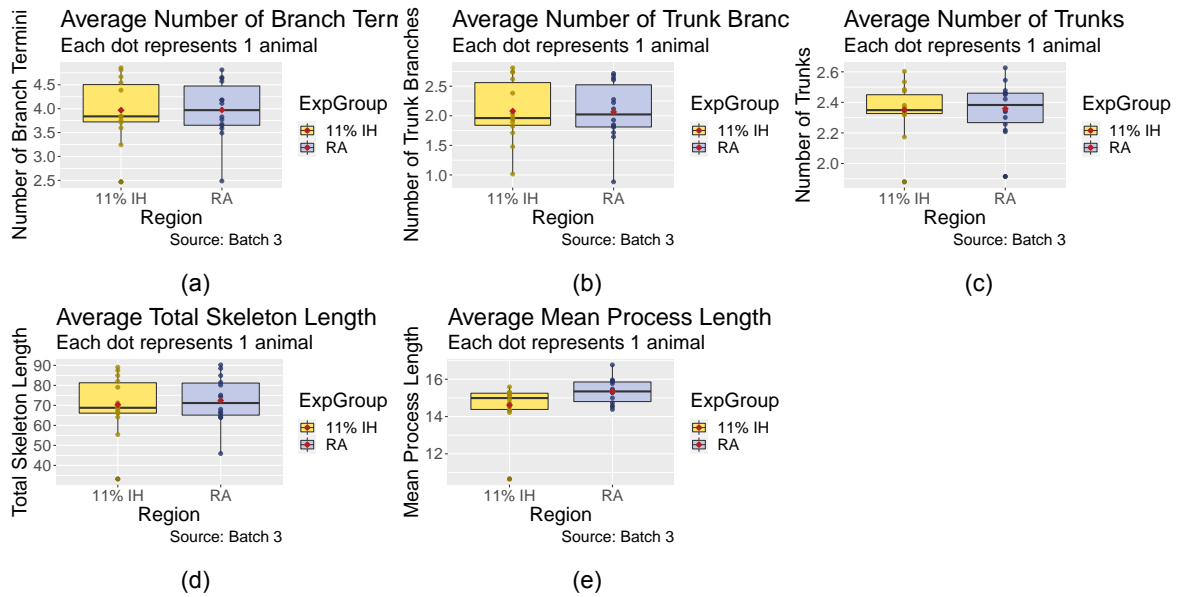 Average Number of Branch Term
Each dot represents 1 animal
Number of Branch Termini
4.5
4.0
3.5
3.0
2.5
11% IH
RA
Region
Source: Batch 3
ExpGroup
11% IH
RA
(a)
Average Number of Trunk Branc
Each dot represents 1 animal
Number of Trunk Branches
2.5
2.0
1.5
1.0
11% IH
RA
Region
Source: Batch 3
ExpGroup
11% IH
RA
(b)
Average Number of Trunks
Each dot represents 1 animal
Number of Trunks
2.6
2.4
2.2
2.0
11% IH
RA
Region
Source: Batch 3
ExpGroup
11% IH
RA
(c)
Average Total Skeleton Length
Each dot represents 1 animal
Total Skeleton Length
90
80
70
60
50
40
11% IH
RA
Region
Source: Batch 3
ExpGroup
11% IH
RA
(d)
Average Mean Process Length
Each dot represents 1 animal
Mean Process Length
16
14
12
11% IH
RA
Region
Source: Batch 3
ExpGroup
11% IH
RA
(e)